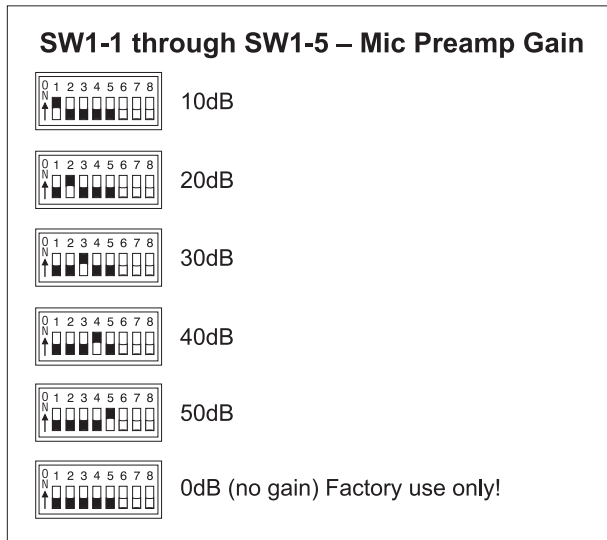 SW1-1 through SW1-5 – Mic Preamp Gain
ON 1 2 3 4 5 6 7 8
10dB
ON 1 2 3 4 5 6 7 8
20dB
ON 1 2 3 4 5 6 7 8
30dB
ON 1 2 3 4 5 6 7 8
40dB
ON 1 2 3 4 5 6 7 8
50dB
ON 1 2 3 4 5 6 7 8
0dB (no gain) Factory use only!